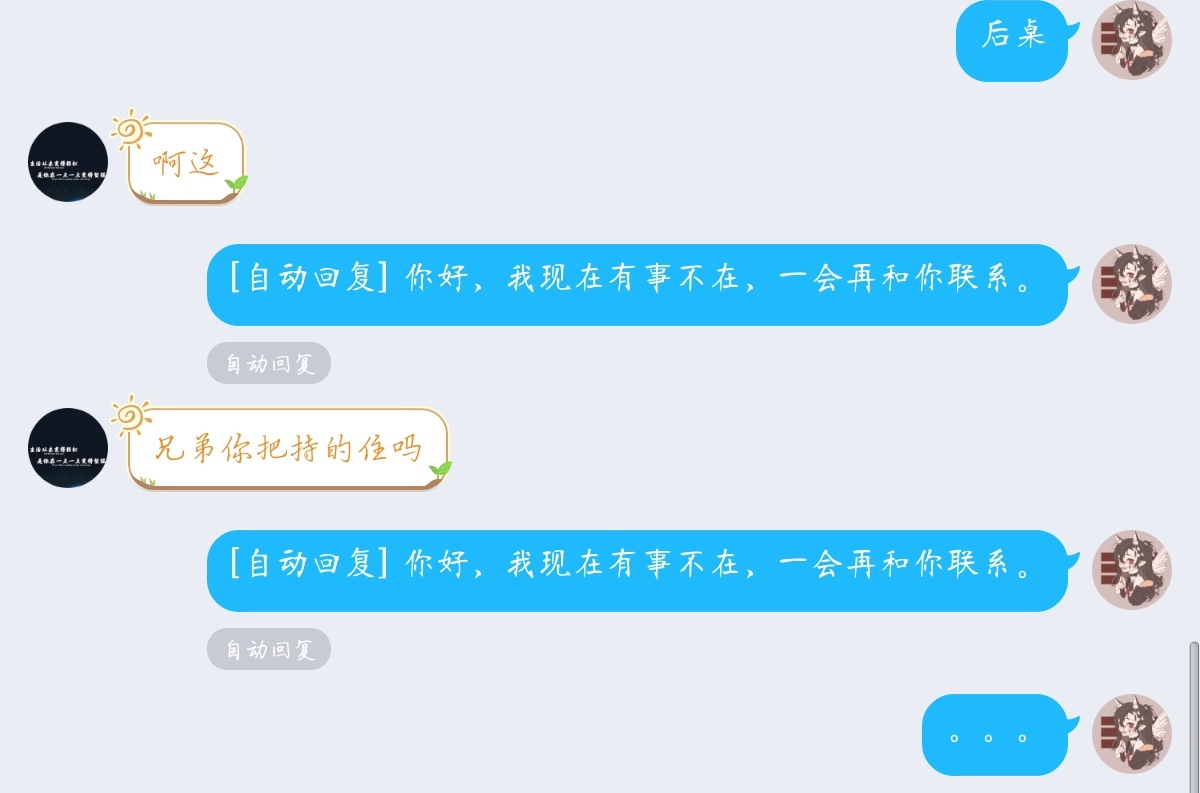 后桌
啊这
[自动回复] 你好，我现在有事不在，一会再和你联系。
自动回复
兄弟你把持的住吗
[自动回复] 你好，我现在有事不在，一会再和你联系。
自动回复
。。。